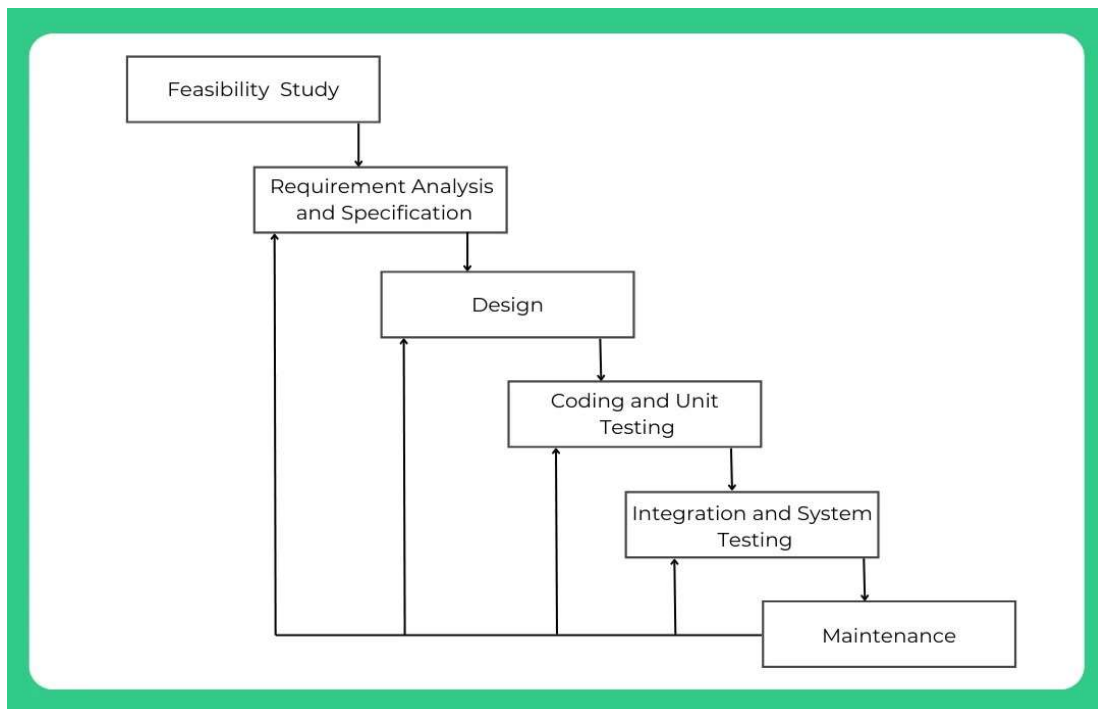 Feasibility Study
Requirement Analysis
and Specification
Design
Coding and Unit
Testing
Integration and System
Testing
Maintenance